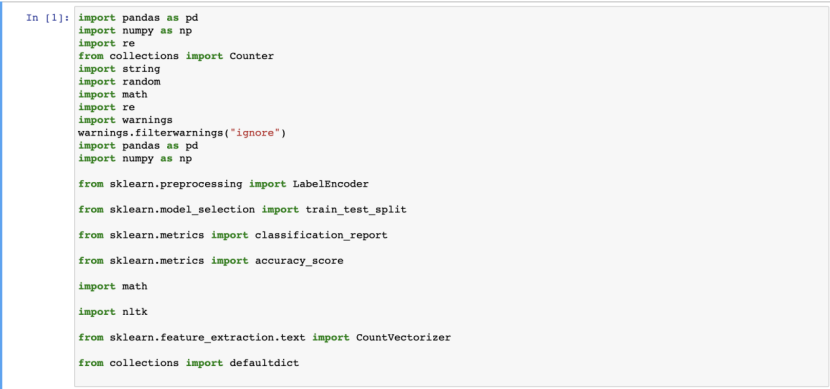 In [1]: import pandas as pd
import numpy as np
import re
from collections import Counter
import string
import random
import math
import re
import warnings
warnings.filterwarnings("ignore")
import pandas as pd
import numpy as np
from sklearn.preprocessing import LabelEncoder
from sklearn.model_selection import train_test_split
from sklearn.metrics import classification_report
from sklearn.metrics import accuracy_score
import math
import nltk
from sklearn.feature_extraction.text import CountVectorizer
from collections import defaultdict